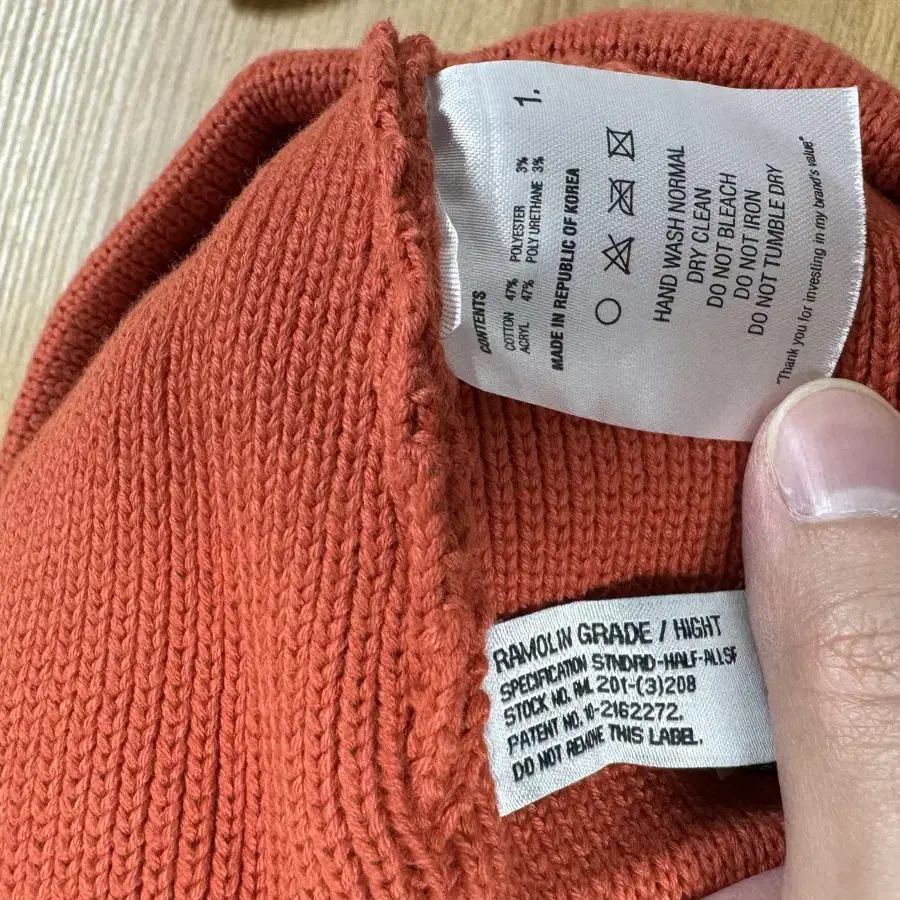 1.
CONTENTS
COTTON 47% POLYESTER 3%
ACRYL 47% POLY URETHANE 3%
MADE IN REPUBLIC OF KOREA
HAND WASH NORMAL
DRY CLEAN
DO NOT BLEACH
DO NOT IRON
DO NOT TUMBLE DRY
"Thank you for investing in my brand's value"
RAMOLIN GRADE / HIGHT
SPECIFICATION STNDRD-HALF-ALLSF
STOCK NO. RML 201-(3)208
PATENT NO. 10-2162272.
DO NOT REMOVE THIS LABEL.